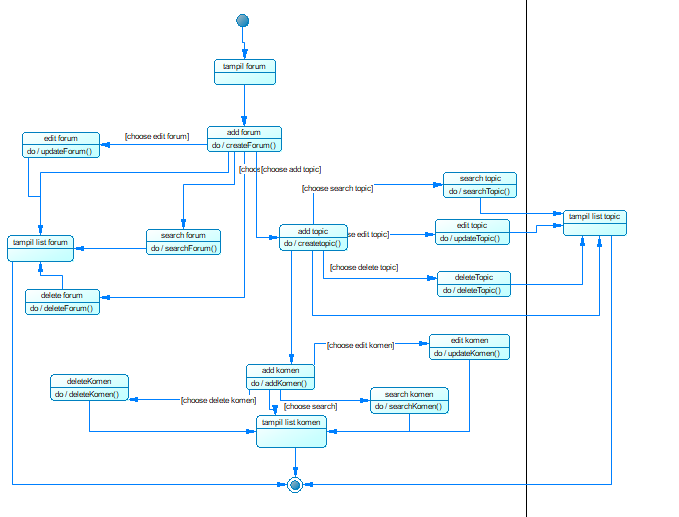 tampil forum
add forum
do / createForum()
[choose edit forum]
edit forum
do / updateForum()
[choo
[choose add topic]
[choose search topic]
search topic
do / searchTopic()
tampil list topic
edit topic
do / updateTopic()
se edit topic]
add topic
do / createtopic()
search forum
do / searchForum()
tampil list forum
[choose delete topic]
deleteTopic
do / deleteTopic()
delete forum
do / deleteForum()
edit komen
do / updateKomen()
[choose edit komen]
add komen
do / addKomen()
deleteKomen
do / deleteKomen()
search komen
do / searchKomen()
[choose delete komen]
[choose search]
tampil list komen